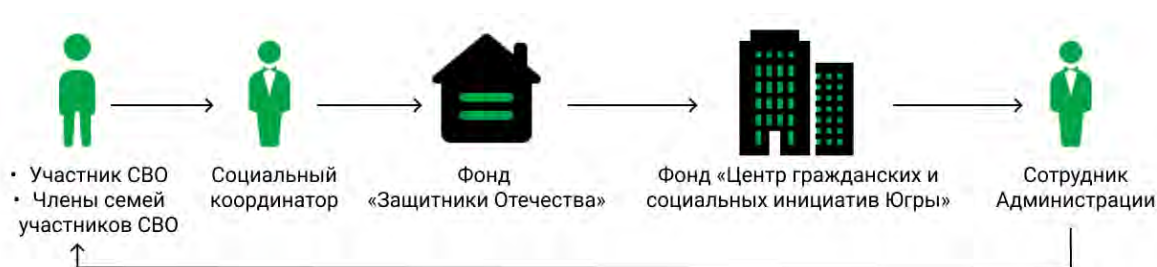 • Участник СВО
• Члены семей
участников СВО
Социальный
координатор
Фонд
«Защитники Отечества»
Фонд «Центр гражданских и
социальных инициатив Югры»
Сотрудник
Администрации